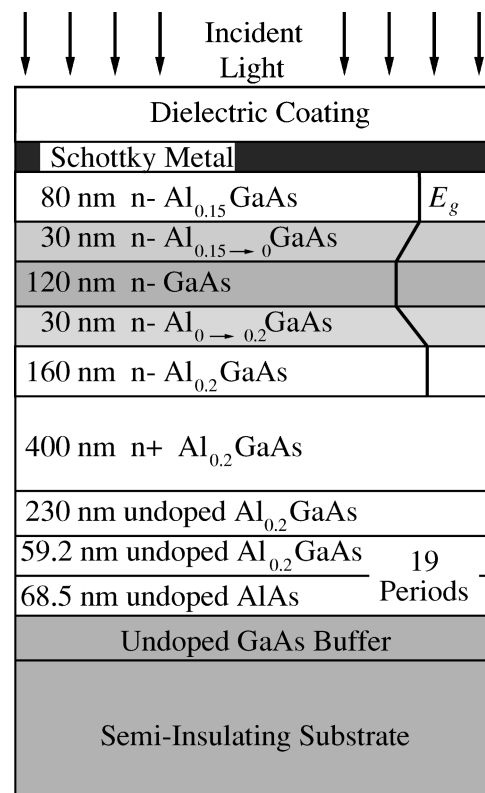 Incident
Light
Dielectric Coating
Schottky Metal
80 nm n- Al0.15GaAs
Eg
30 nm n- Al0.15→0GaAs
120 nm n- GaAs
30 nm n- Al0→0.2GaAs
160 nm n- Al0.2GaAs
400 nm n+ Al0.2GaAs
230 nm undoped Al0.2GaAs
59.2 nm undoped Al0.2GaAs
68.5 nm undoped AlAs
19
Periods
Undoped GaAs Buffer
Semi-Insulating Substrate